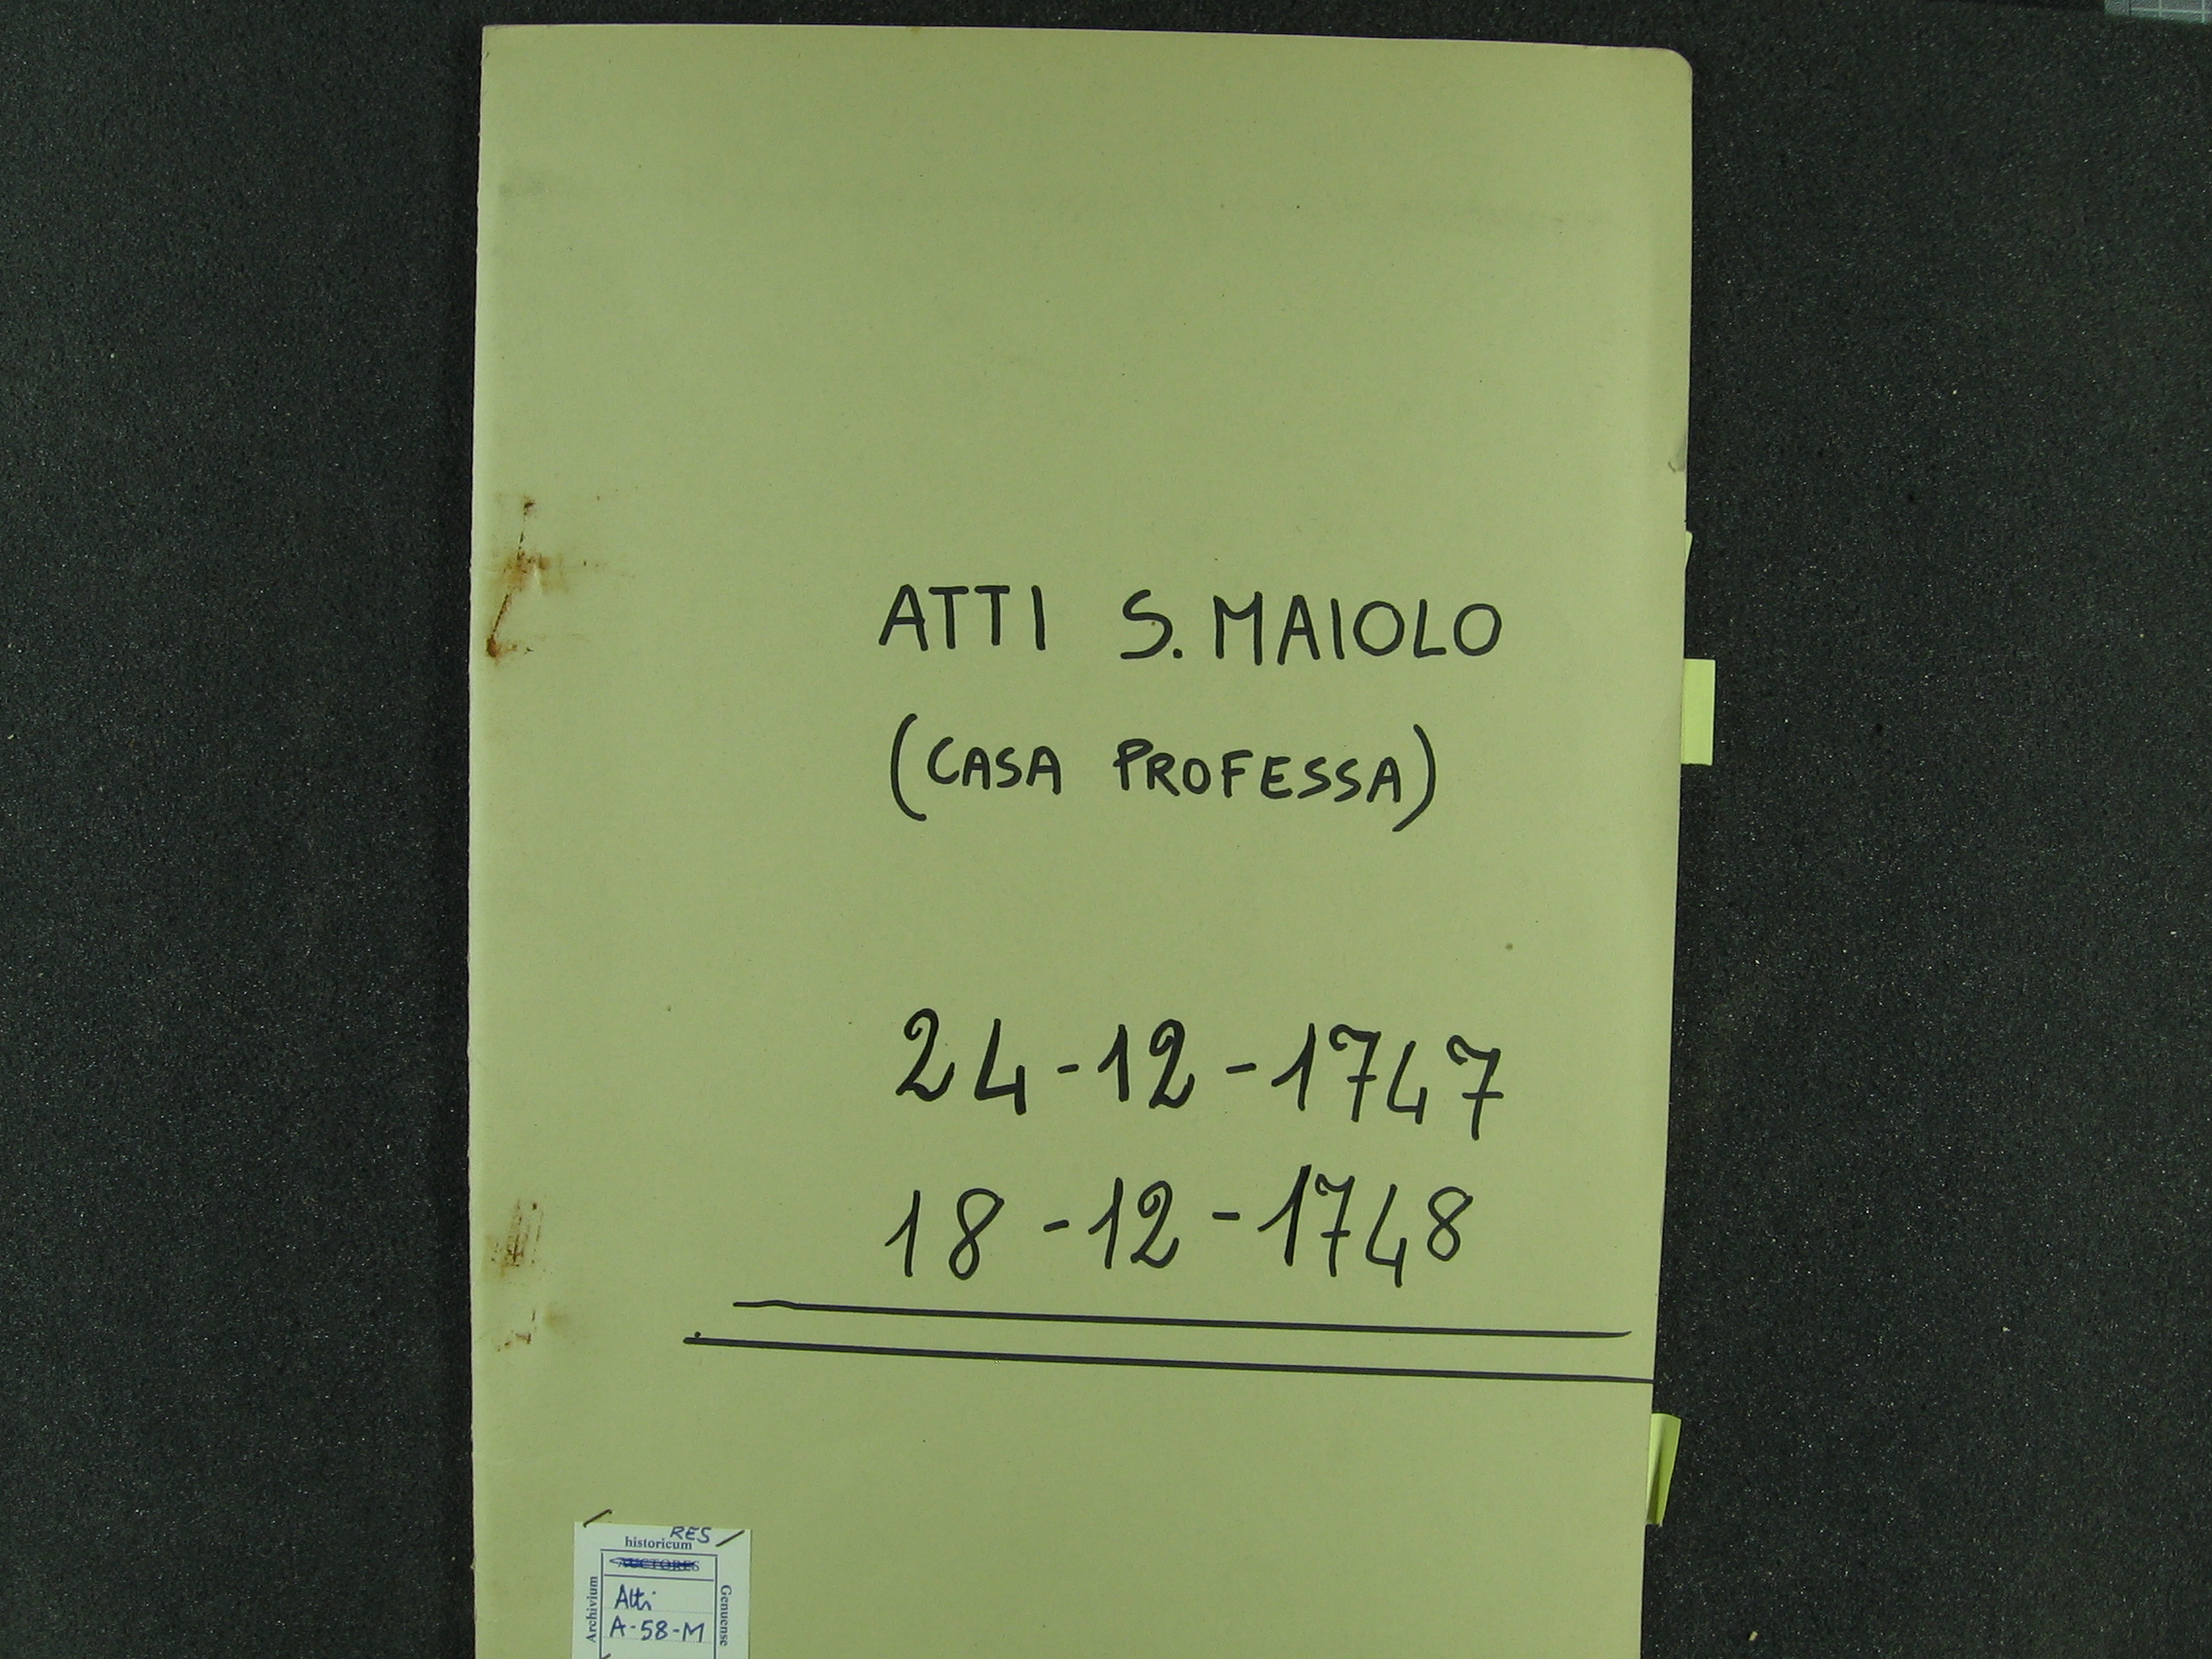 ATTI S. MAIOLO
(CASA PROFESSA)
24-12-1747
18-12-1748
RES
historicum
AUCTORES
Archivium
Atti
A-58-M
Genuense